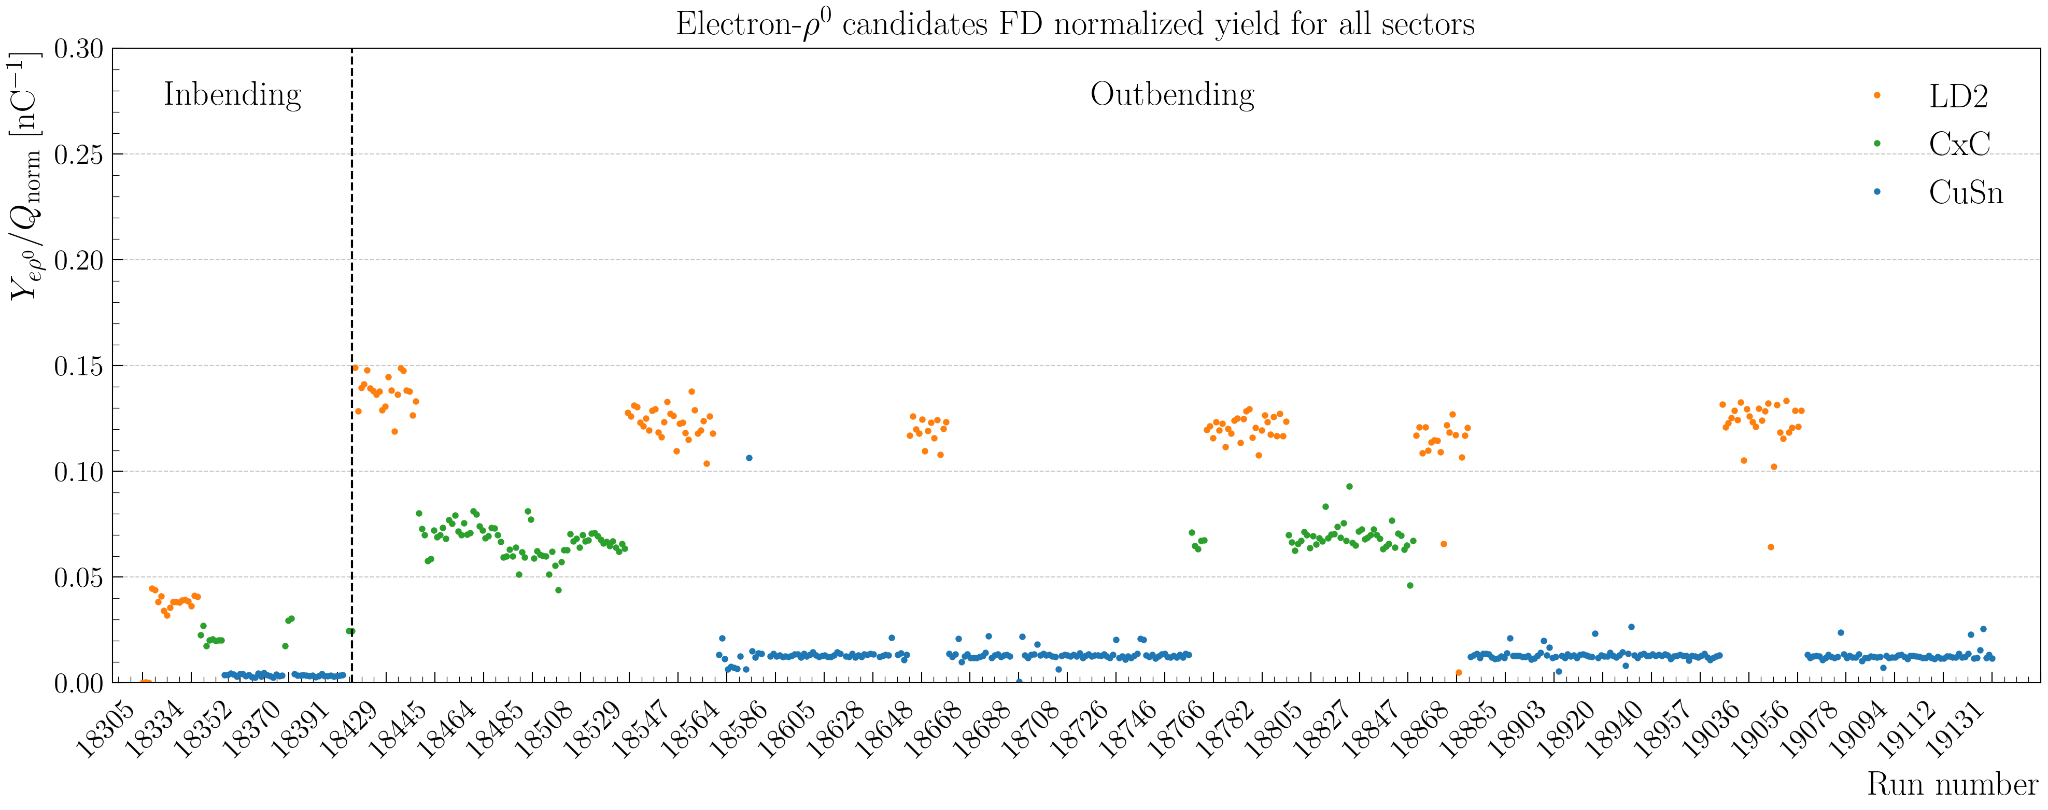 Electron-ρ⁰ candidates FD normalized yield for all sectors
Y_{eρ⁰}/Q_{norm} [nC⁻¹]
0.30
0.25
0.20
0.15
0.10
0.05
0.00
Inbending
Outbending
LD2
CxC
CuSn
18305 18334 18352 18370 18391 18429 18445 18464 18485 18508 18529 18547 18564 18586 18605 18628 18648 18668 18688 18708 18726 18746 18766 18782 18805 18827 18847 18868 18885 18903 18920 18940 18957 19036 19056 19078 19094 19112 19131
Run number